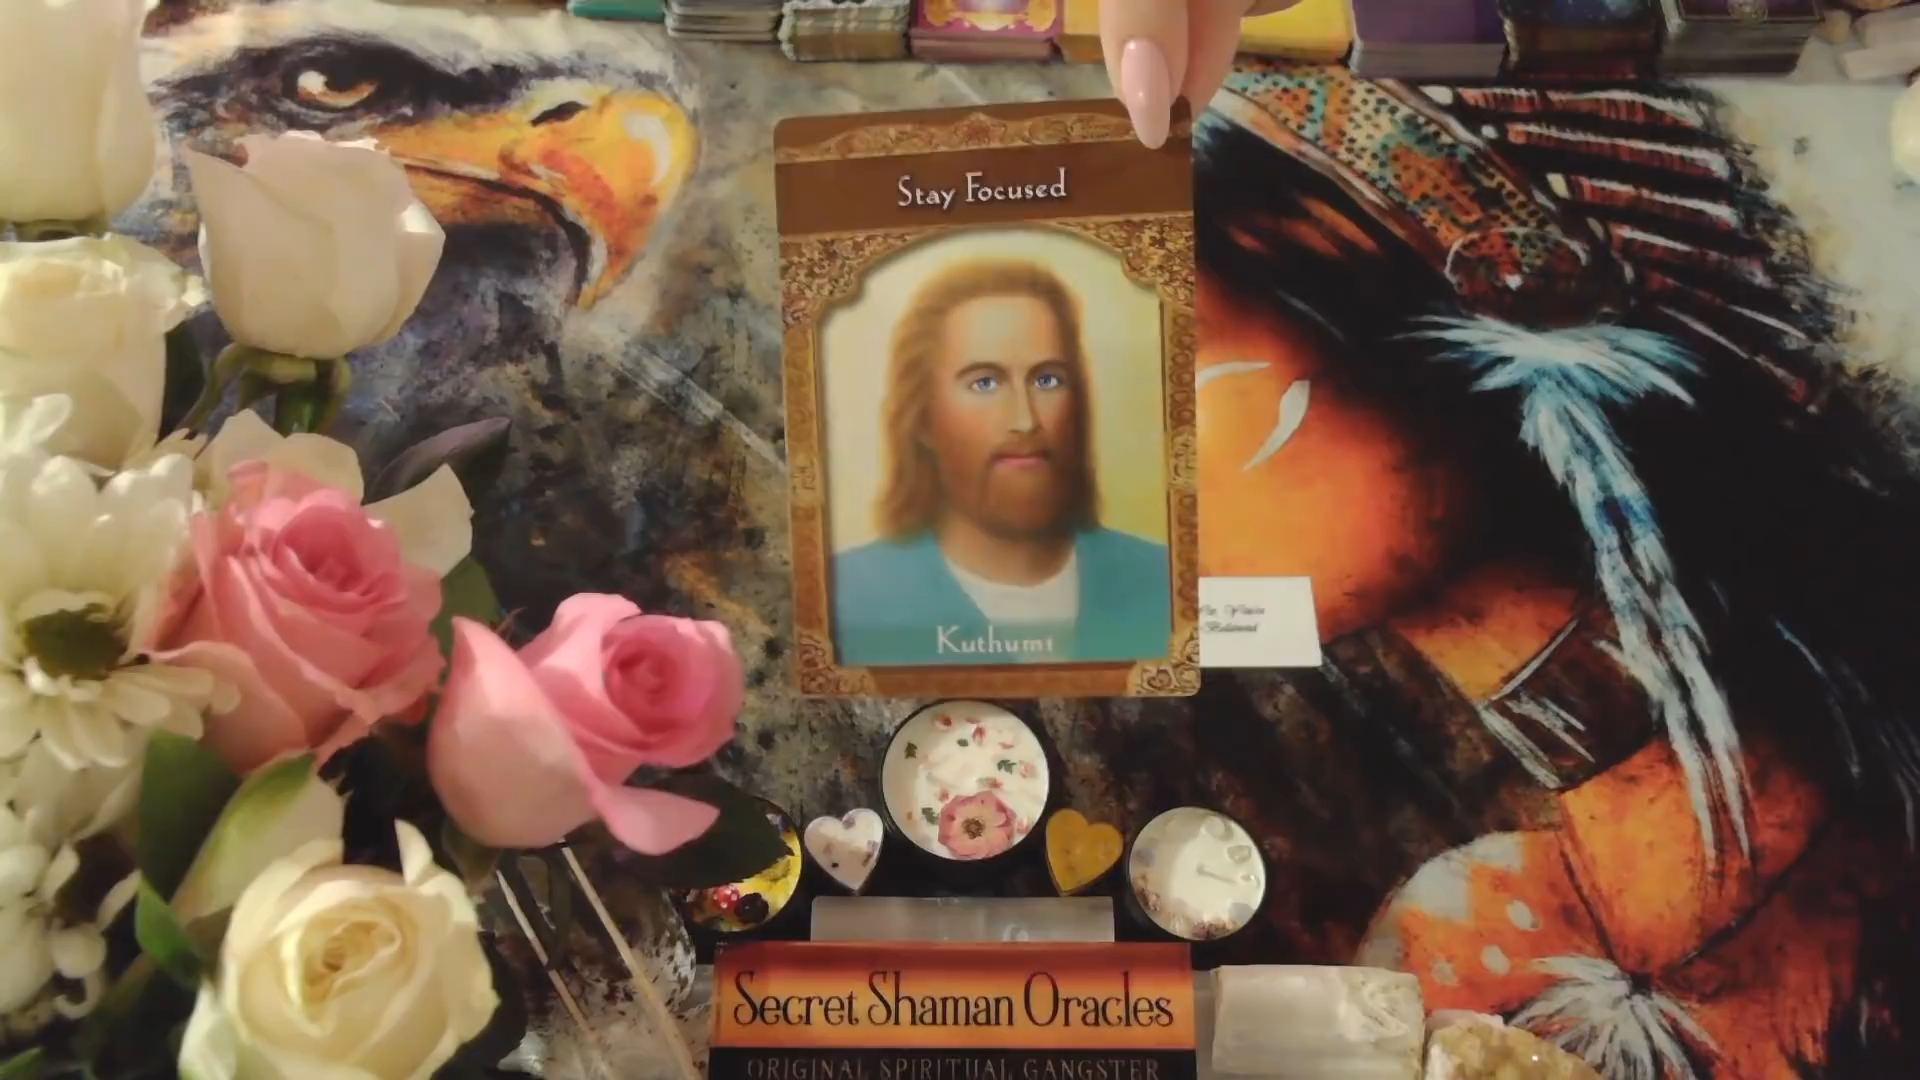 Stay Focused
Kuthumi
Secret Shaman Oracles
ORIGINAL SPIRITUAL GANGSTER